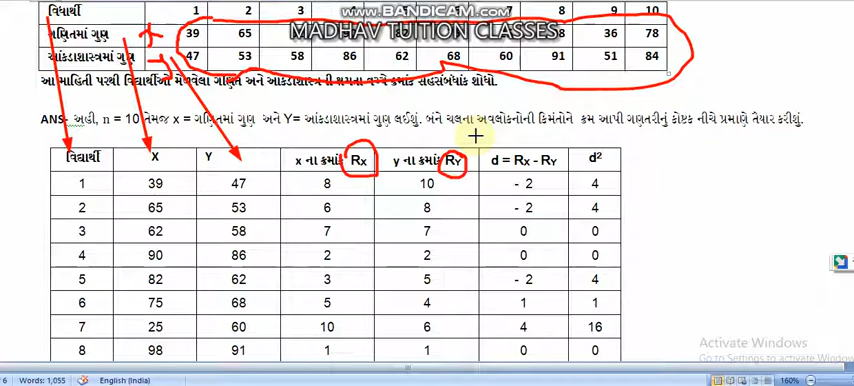 WWW.BANDICAM.COM
MADHAV TUITION CLASSES
વિદ્યાર્થી 1 2 3 7 8 9 10
ગણિતમાં ગુણ 39 65 8 36 78
આંકડાશાસ્ત્રમાં ગુણ 47 53 58 86 62 68 60 91 51 84
આ માહિતી પરથી વિદ્યાર્થીઓ મેળવેલા ગણિત અને આંકડાશાસ્ત્રની ક્ષમતા વચ્ચે ક્રમાંક સહસંબંધાંક શોધો.
ANS- અહી, n = 10 તેમજ x = ગણિતમાં ગુણ અને Y= આંકડાશાસ્ત્રમાં ગુણ લઈશું. બંને ચલના અવલોકનોની કિંમતોને ક્રમ આપી ગણતરીનું કોષ્ટક નીચે પ્રમાણે તૈયાર કરીશું.
વિદ્યાર્થી X Y x ના ક્રમાંક Rx y ના ક્રમાંક RY d = RX - RY d²
1 39 47 8 10 - 2 4
2 65 53 6 8 - 2 4
3 62 58 7 7 0 0
4 90 86 2 2 0 0
5 82 62 3 5 - 2 4
6 75 68 5 4 1 1
7 25 60 10 6 4 16
8 98 91 1 1 0 0
Activate Windows
Go to Settings to activate Windows
6 Words: 1,055 English (India) 160%